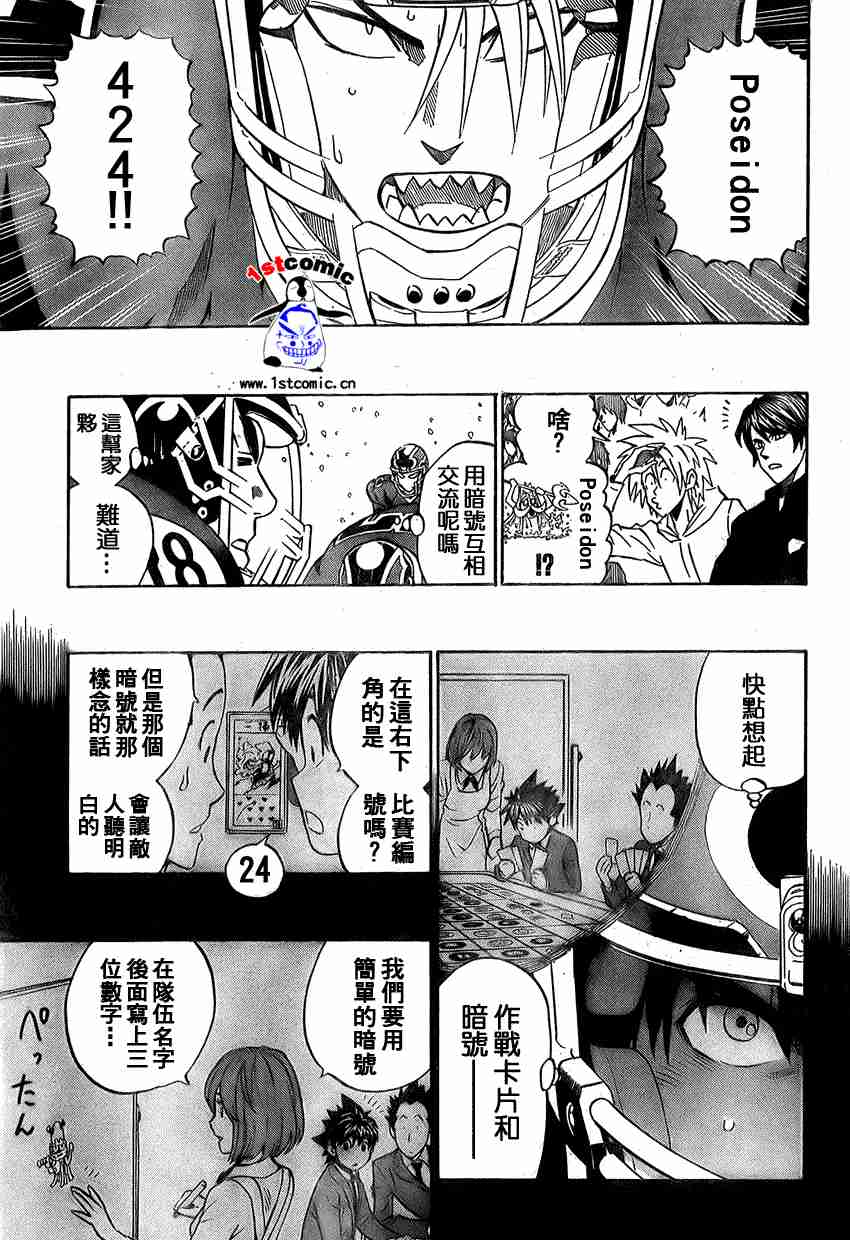 Poseidon
424!!
1stcomic
www.1stcomic.cn
啥?
Poseidon
!?
用暗號互相
交流呢嗎
這幫家
夥
難道…
18
快點想起
作戰卡片和
暗號——
在這右下
角的是
比賽編
號嗎?
24
但是那個
暗號就那
樣念的話
會讓敵
人聽明
白的
我們要用
簡單的暗號
在隊伍名字
後面寫上三
位數字…
ぺったん